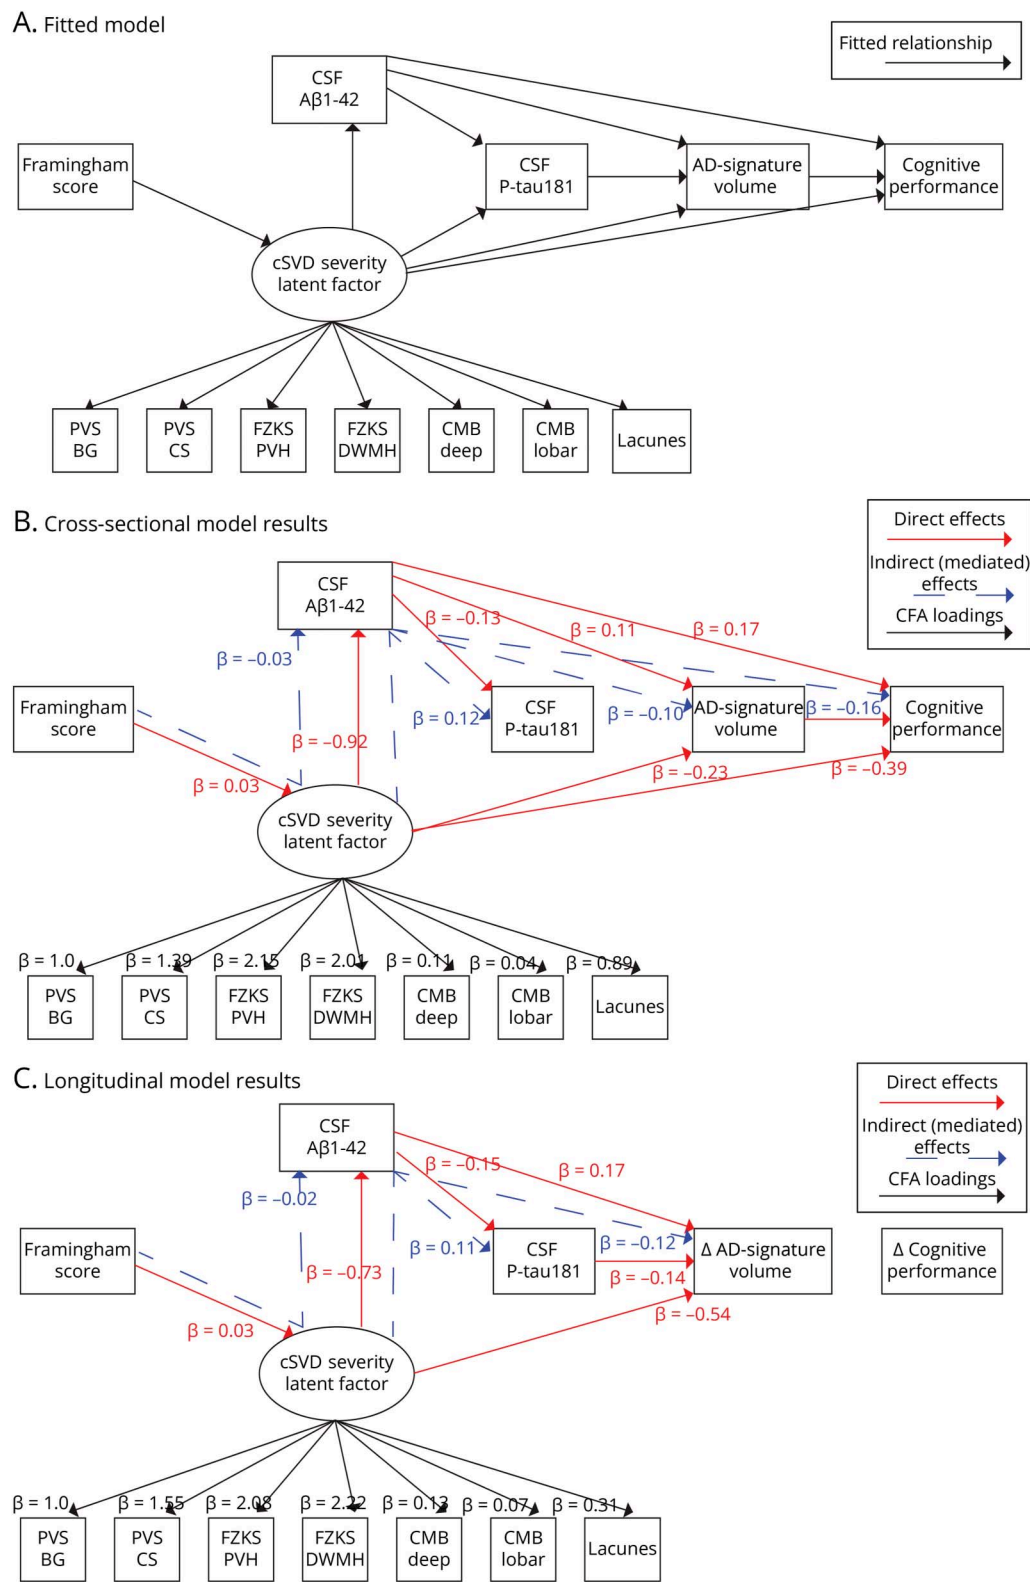 A. Fitted model
Fitted relationship
CSF
Aβ1-42
Framingham
score
CSF
P-tau181
AD-signature
volume
Cognitive
performance
cSVD severity
latent factor
PVS
BG
PVS
CS
FZKS
PVH
FZKS
DWMH
CMB
deep
CMB
lobar
Lacunes
B. Cross-sectional model results
Direct effects
Indirect (mediated)
effects
CFA loadings
CSF
Aβ1-42
β = –0.13
β = 0.11
β = 0.17
β = –0.03
Framingham
score
CSF
P-tau181
AD-signature
volume
Cognitive
performance
β = 0.12
β = –0.10
β = –0.16
β = –0.92
β = 0.03
β = –0.23
β = –0.39
cSVD severity
latent factor
β = 1.0
β = 1.39
β = 2.15
β = 2.01
β = 0.11
β = 0.04
β = 0.89
PVS
BG
PVS
CS
FZKS
PVH
FZKS
DWMH
CMB
deep
CMB
lobar
Lacunes
C. Longitudinal model results
Direct effects
Indirect (mediated)
effects
CFA loadings
CSF
Aβ1-42
β = –0.15
β = 0.17
β = –0.02
Framingham
score
β = 0.11
CSF
P-tau181
β = –0.12
Δ AD-signature
volume
Δ Cognitive
performance
β = –0.73
β = –0.14
β = 0.03
β = –0.54
cSVD severity
latent factor
β = 1.0
β = 1.55
β = 2.08
β = 2.22
β = 0.13
β = 0.07
β = 0.31
PVS
BG
PVS
CS
FZKS
PVH
FZKS
DWMH
CMB
deep
CMB
lobar
Lacunes